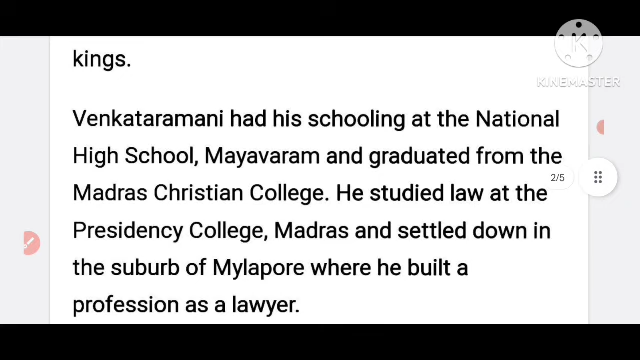 kings.
KINEMASTER
Venkataramani had his schooling at the National
High School, Mayavaram and graduated from the
2/5
Madras Christian College. He studied law at the
Presidency College, Madras and settled down in
the suburb of Mylapore where he built a
profession as a lawyer.